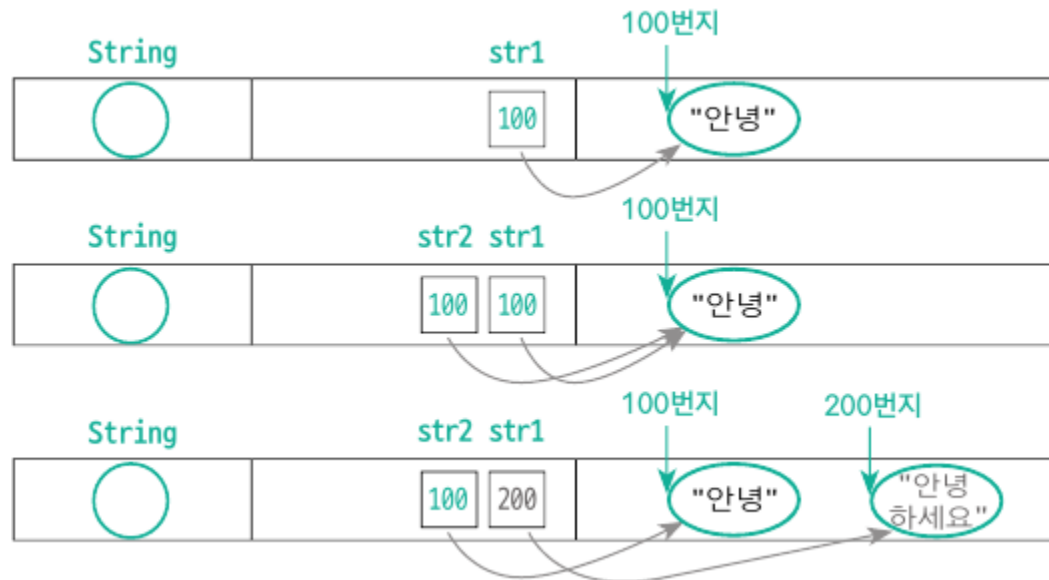 100번지
String str1
100 "안녕"
100번지
String str2 str1
100 100 "안녕"
100번지 200번지
String str2 str1
100 200 "안녕" "안녕
하세요"